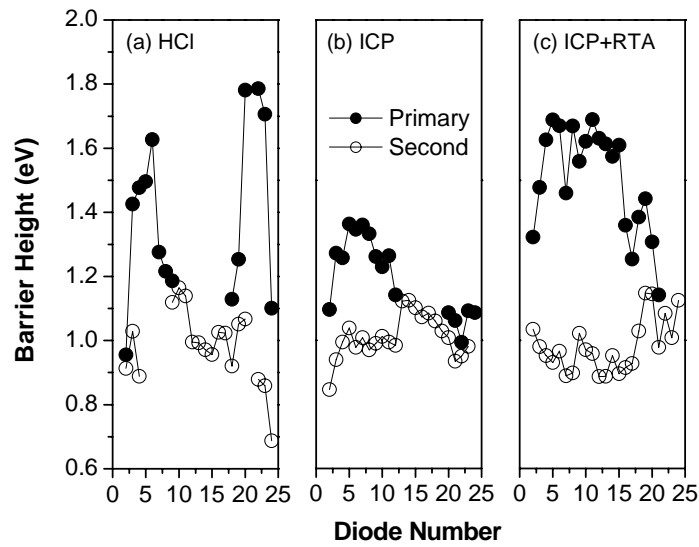 (a) HCl (b) ICP (c) ICP+RTA
Primary
Second
Barrier Height (eV)
2.0
1.8
1.6
1.4
1.2
1.0
0.8
0.6
0 5 10 15 20 25 0 5 10 15 20 25 0 5 10 15 20 25
Diode Number